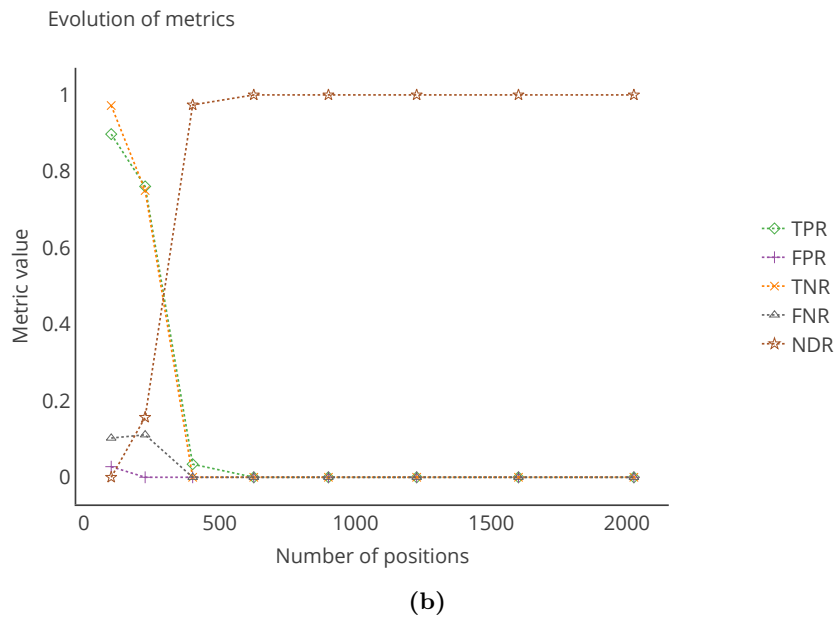 Evolution of metrics
1
0.8
0.6
0.4
0.2
0
Metric value
0 500 1000 1500 2000
Number of positions
TPR
FPR
TNR
FNR
NDR
(b)